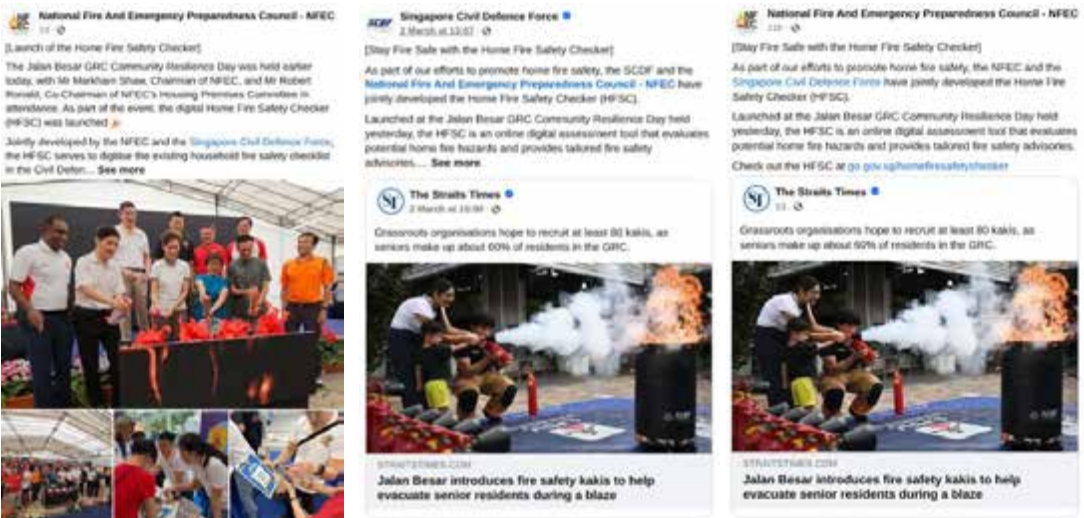 National Fire And Emergency Preparedness Council - NFEC
[Launch of the Home Fire Safety Checker]
The Jalan Besar GRC Community Resilience Day was held earlier
today, with Mr Markham Shaw, Chairman of NFEC, and Mr Robert
Ronald, Co-Chairman of NFEC's Housing Premises Committee in
attendance. As part of the event, the digital Home Fire Safety Checker
(HFSC) was launched 🎉
Jointly developed by the NFEC and the Singapore Civil Defence Force,
the HFSC serves to digitise the existing household fire safety checklist
in the Civil Defen... See more
Singapore Civil Defence Force
2 March at
[Stay Fire Safe with the Home Fire Safety Checker]
As part of our efforts to promote home fire safety, the SCDF and the
National Fire And Emergency Preparedness Council - NFEC have
jointly developed the Home Fire Safety Checker (HFSC).
Launched at the Jalan Besar GRC Community Resilience Day held
yesterday, the HFSC is an online digital assessment tool that evaluates
potential home fire hazards and provides tailored fire safety
advisories.... See more
The Straits Times
2 March at
Grassroots organisations hope to recruit at least 80 kakis, as
seniors make up about 60% of residents in the GRC.
STRAITSTIMES.COM
Jalan Besar introduces fire safety kakis to help
evacuate senior residents during a blaze
National Fire And Emergency Preparedness Council - NFEC
[Stay Fire Safe with the Home Fire Safety Checker]
As part of our efforts to promote home fire safety, the NFEC and the
Singapore Civil Defence Force have jointly developed the Home Fire
Safety Checker (HFSC).
Launched at the Jalan Besar GRC Community Resilience Day held
yesterday, the HFSC is an online digital assessment tool that evaluates
potential home fire hazards and provides tailored fire safety advisories.
Check out the HFSC at go.gov.sg/homefiresafetychecker
The Straits Times
Grassroots organisations hope to recruit at least 80 kakis, as
seniors make up about 60% of residents in the GRC.
STRAITSTIMES.COM
Jalan Besar introduces fire safety kakis to help
evacuate senior residents during a blaze